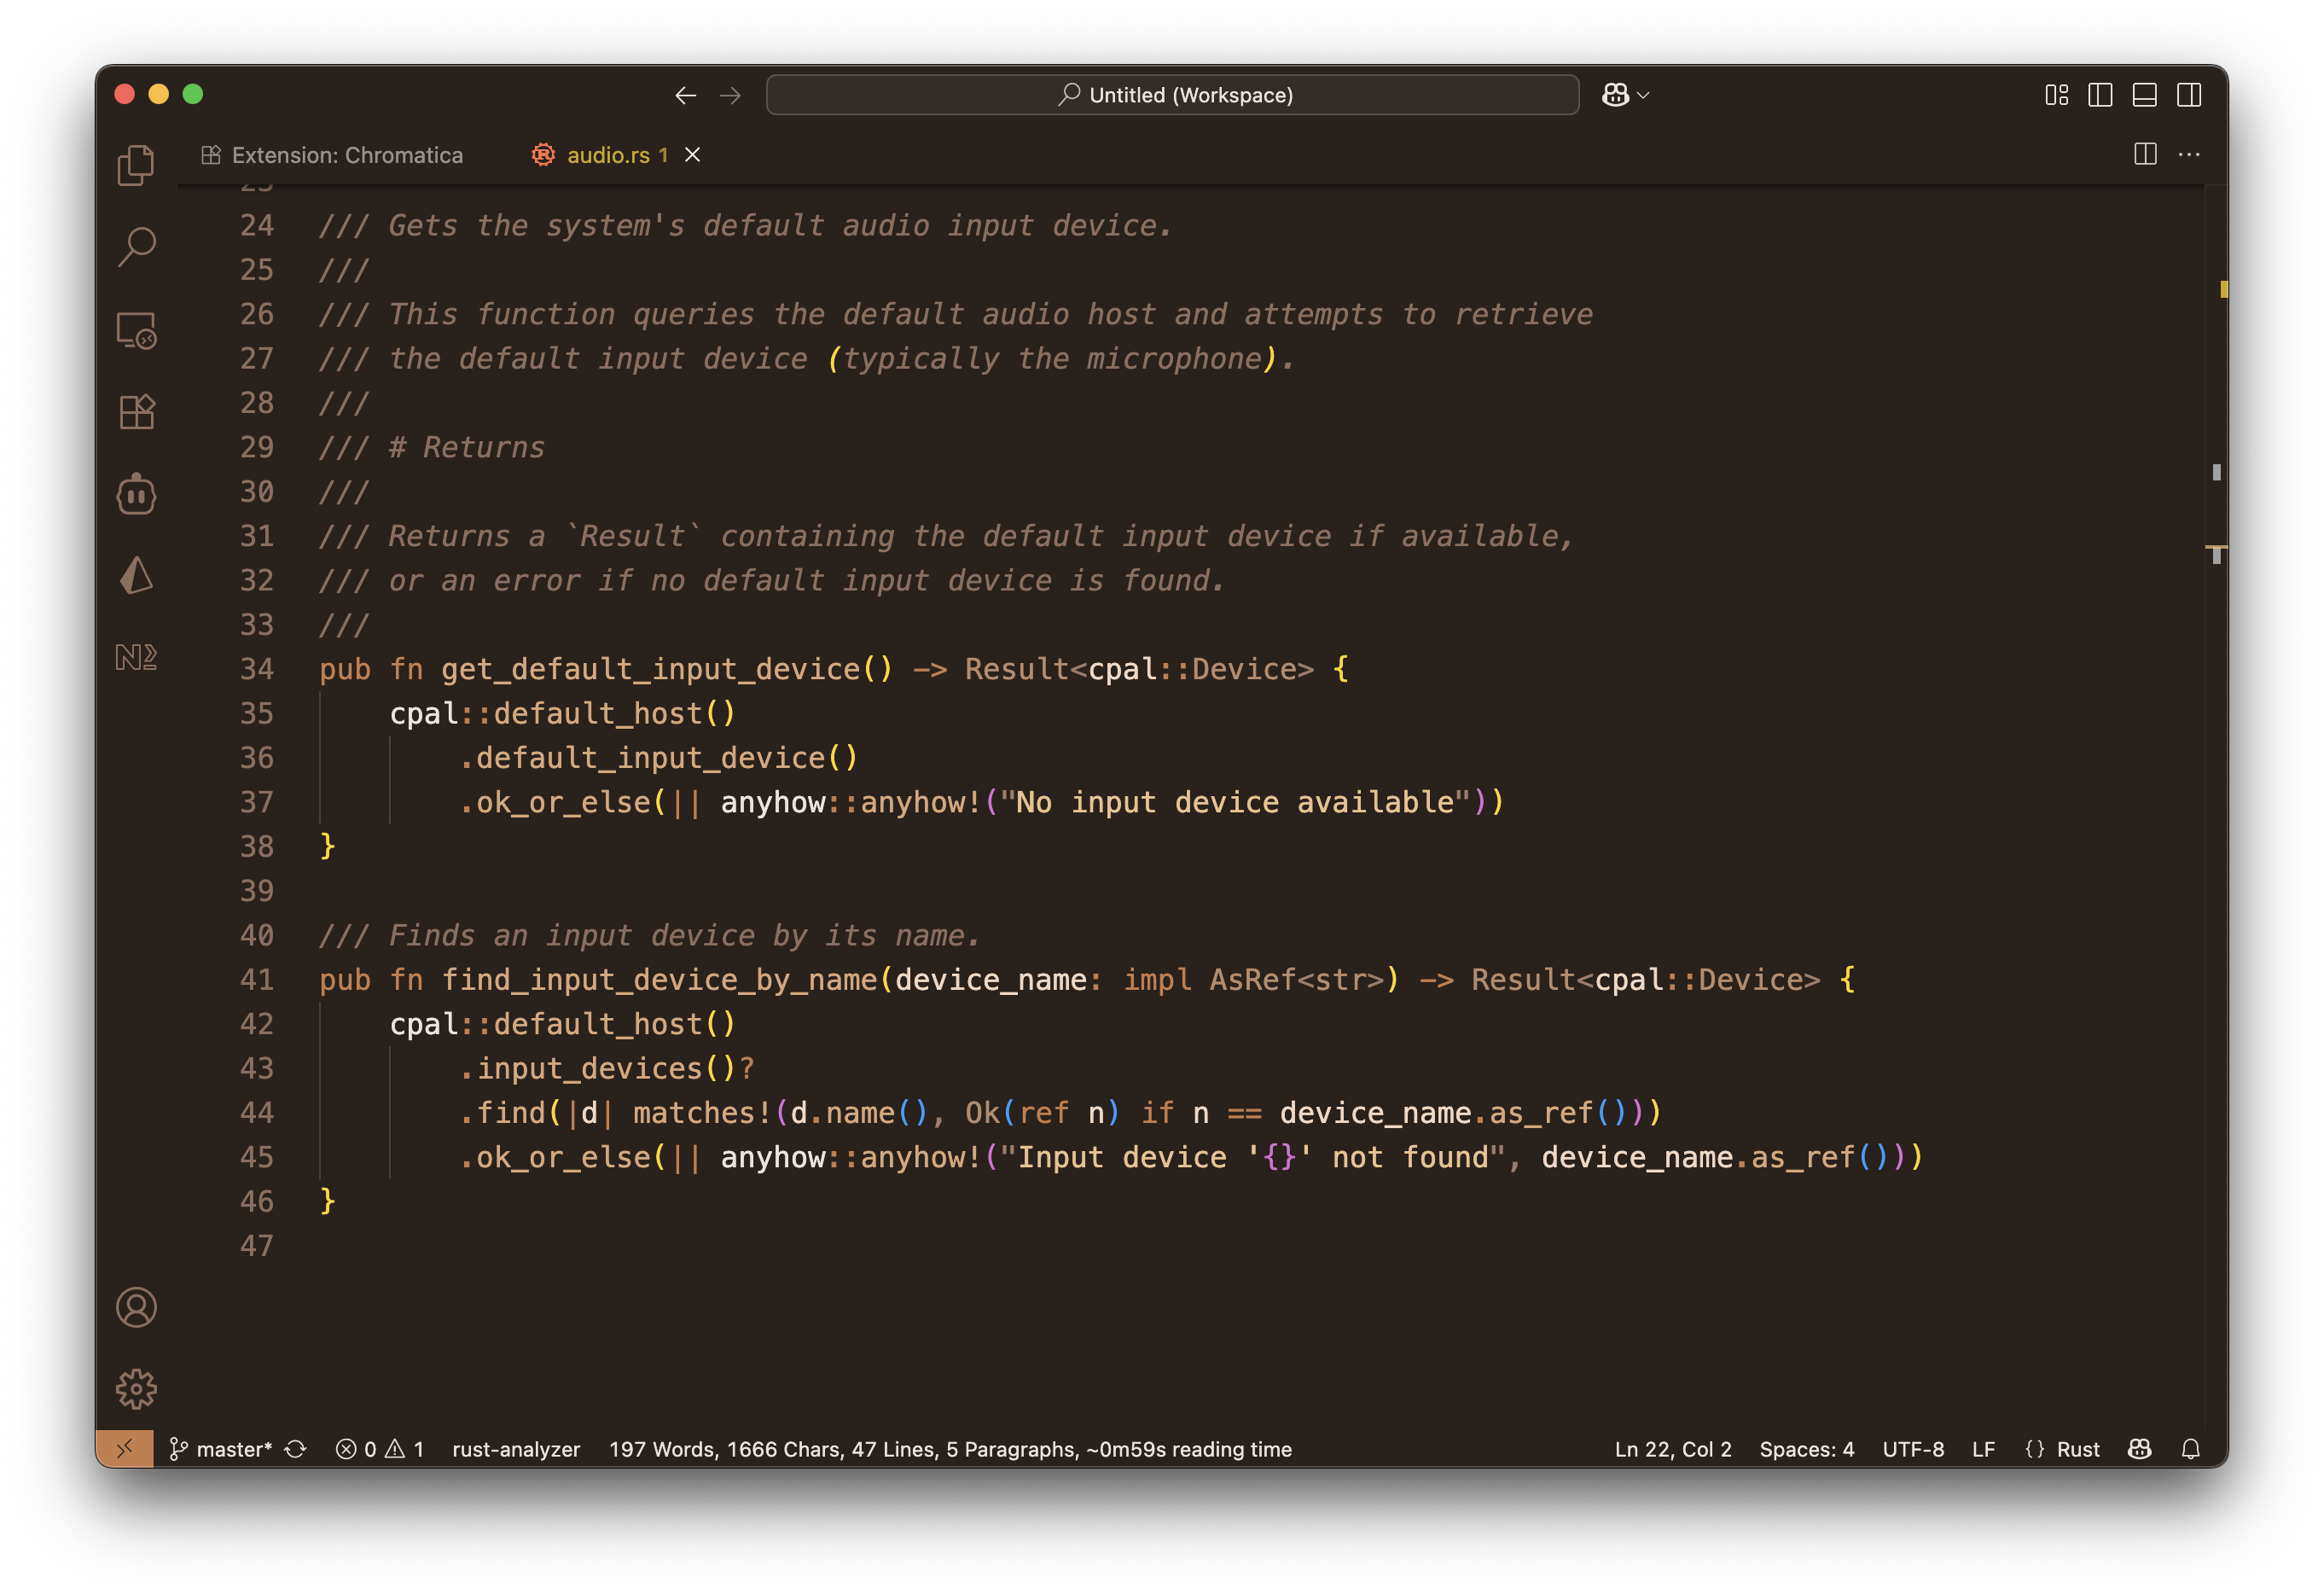 Untitled (Workspace)
Extension: Chromatica
audio.rs 1
23
24 /// Gets the system's default audio input device.
25 ///
26 /// This function queries the default audio host and attempts to retrieve
27 /// the default input device (typically the microphone).
28 ///
29 /// # Returns
30 ///
31 /// Returns a `Result` containing the default input device if available,
32 /// or an error if no default input device is found.
33 ///
34 pub fn get_default_input_device() -> Result<cpal::Device> {
35     cpal::default_host()
36         .default_input_device()
37         .ok_or_else(|| anyhow::anyhow!("No input device available"))
38 }
39
40 /// Finds an input device by its name.
41 pub fn find_input_device_by_name(device_name: impl AsRef<str>) -> Result<cpal::Device> {
42     cpal::default_host()
43         .input_devices()?
44         .find(|d| matches!(d.name(), Ok(ref n) if n == device_name.as_ref()))
45         .ok_or_else(|| anyhow::anyhow!("Input device '{}' not found", device_name.as_ref()))
46 }
47
master* 0 1 rust-analyzer 197 Words, 1666 Chars, 47 Lines, 5 Paragraphs, ~0m59s reading time Ln 22, Col 2 Spaces: 4 UTF-8 LF {} Rust